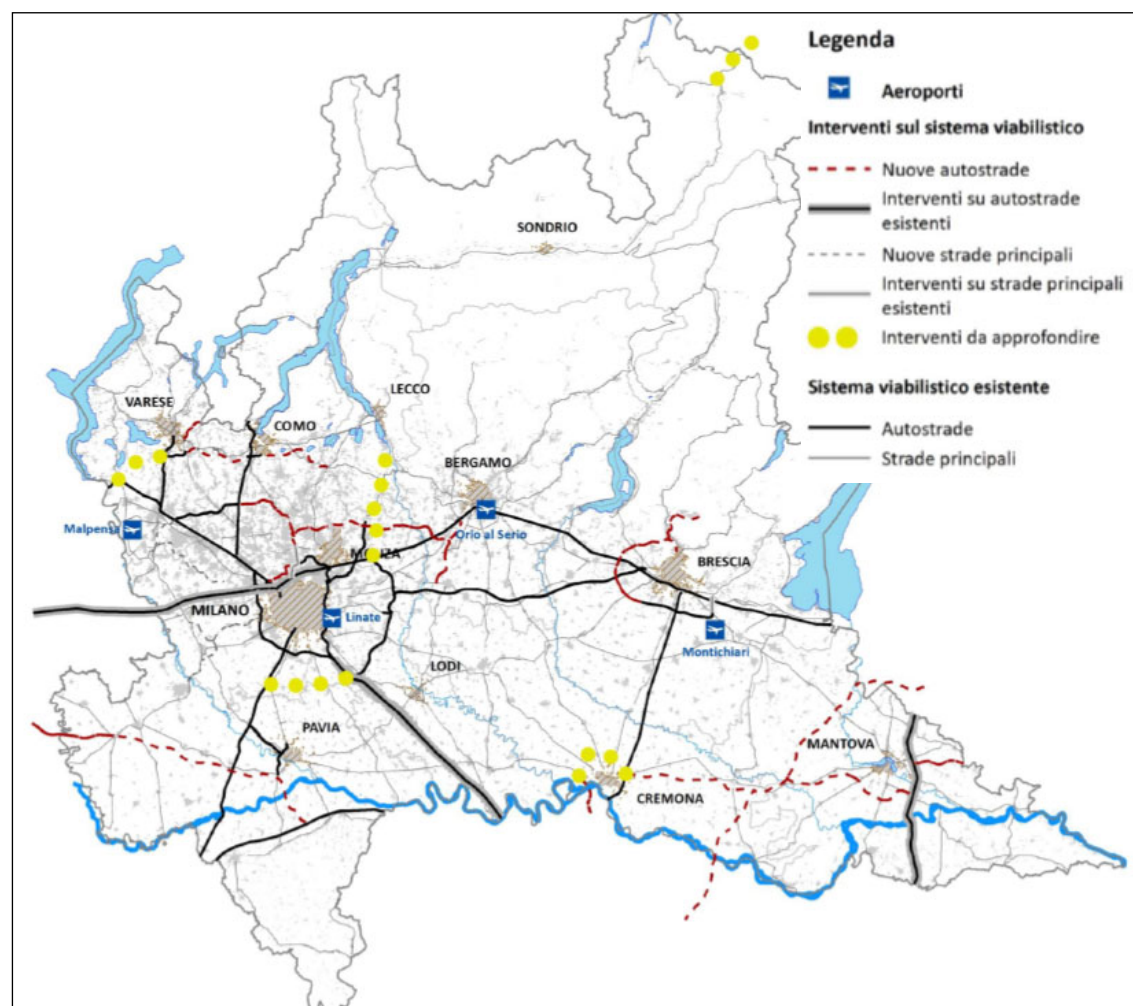 Legenda
Aeroporti
Interventi sul sistema viabilistico
Nuove autostrade
Interventi su autostrade
esistenti
Nuove strade principali
Interventi su strade principali
esistenti
Interventi da approfondire
Sistema viabilistico esistente
Autostrade
Strade principali
SONDRIO
LECCO
VARESE
COMO
BERGAMO
Malpensa
Orio al Serio
MONZA
BRESCIA
MILANO
Linate
Montichiari
LODI
PAVIA
MANTOVA
CREMONA